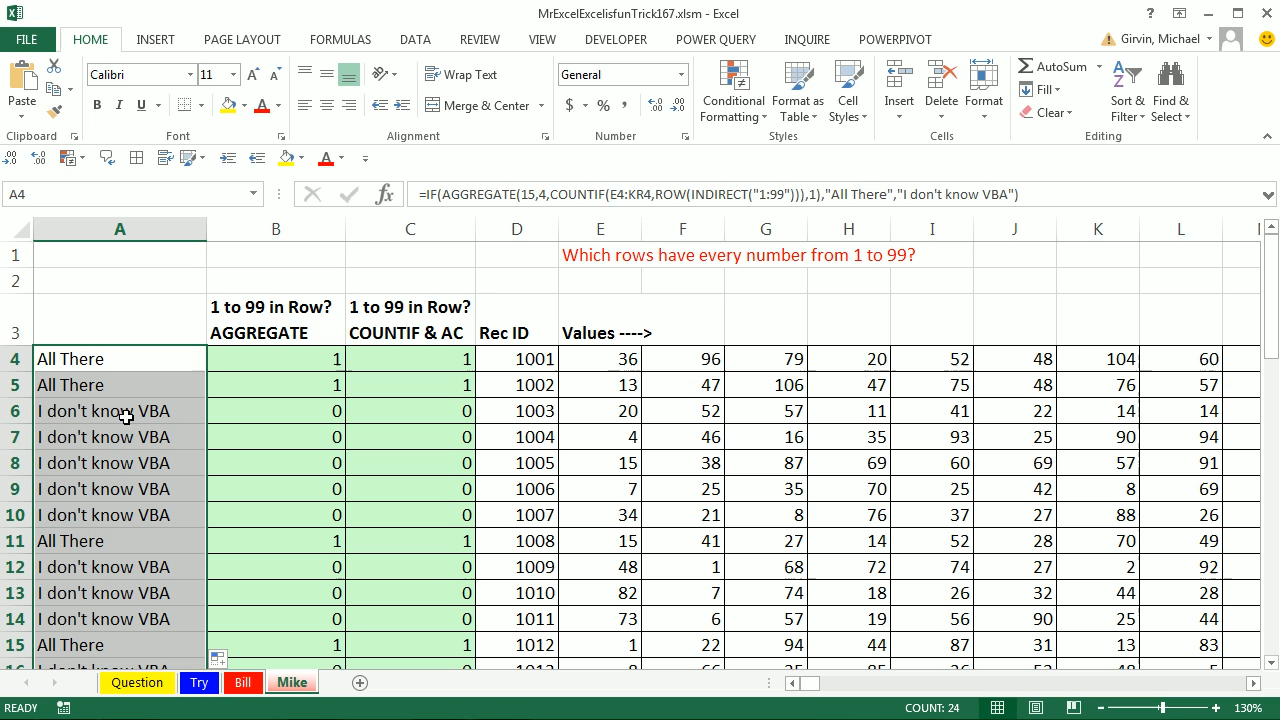 MrExcelExcelisfunTrick167.xlsm - Excel
FILE HOME INSERT PAGE LAYOUT FORMULAS DATA REVIEW VIEW DEVELOPER POWER QUERY INQUIRE POWERPIVOT Girvin, Michael
Calibri 11 Wrap Text General AutoSum
Fill
Paste B I U Merge & Center $ % Conditional Formatting Format as Table Cell Styles Insert Delete Format Clear Sort & Filter Find & Select
Clipboard Font Alignment Number Styles Cells Editing
A4 fx =IF(AGGREGATE(15,4,COUNTIF(E4:KR4,ROW(INDIRECT("1:99"))),1),"All There","I don't know VBA")
A B C D E F G H I J K L
1 Which rows have every number from 1 to 99?
2
1 to 99 in Row? 1 to 99 in Row?
3 AGGREGATE COUNTIF & AC Rec ID Values ---->
4 All There 1 1 1001 36 96 79 20 52 48 104 60
5 All There 1 1 1002 13 47 106 47 75 48 76 57
6 I don't know VBA 0 0 1003 20 52 57 11 41 22 14 14
7 I don't know VBA 0 0 1004 4 46 16 35 93 25 90 94
8 I don't know VBA 0 0 1005 15 38 87 69 60 69 57 91
9 I don't know VBA 0 0 1006 7 25 35 70 25 42 8 69
10 I don't know VBA 0 0 1007 34 21 8 76 37 27 88 26
11 All There 1 1 1008 15 41 27 14 52 28 70 49
12 I don't know VBA 0 0 1009 48 1 68 72 74 27 2 92
13 I don't know VBA 0 0 1010 82 7 74 18 26 32 44 28
14 I don't know VBA 0 0 1011 73 6 57 19 56 90 25 44
15 All There 1 1 1012 1 22 94 44 87 31 13 83
Question Try Bill Mike
READY COUNT: 24 130%